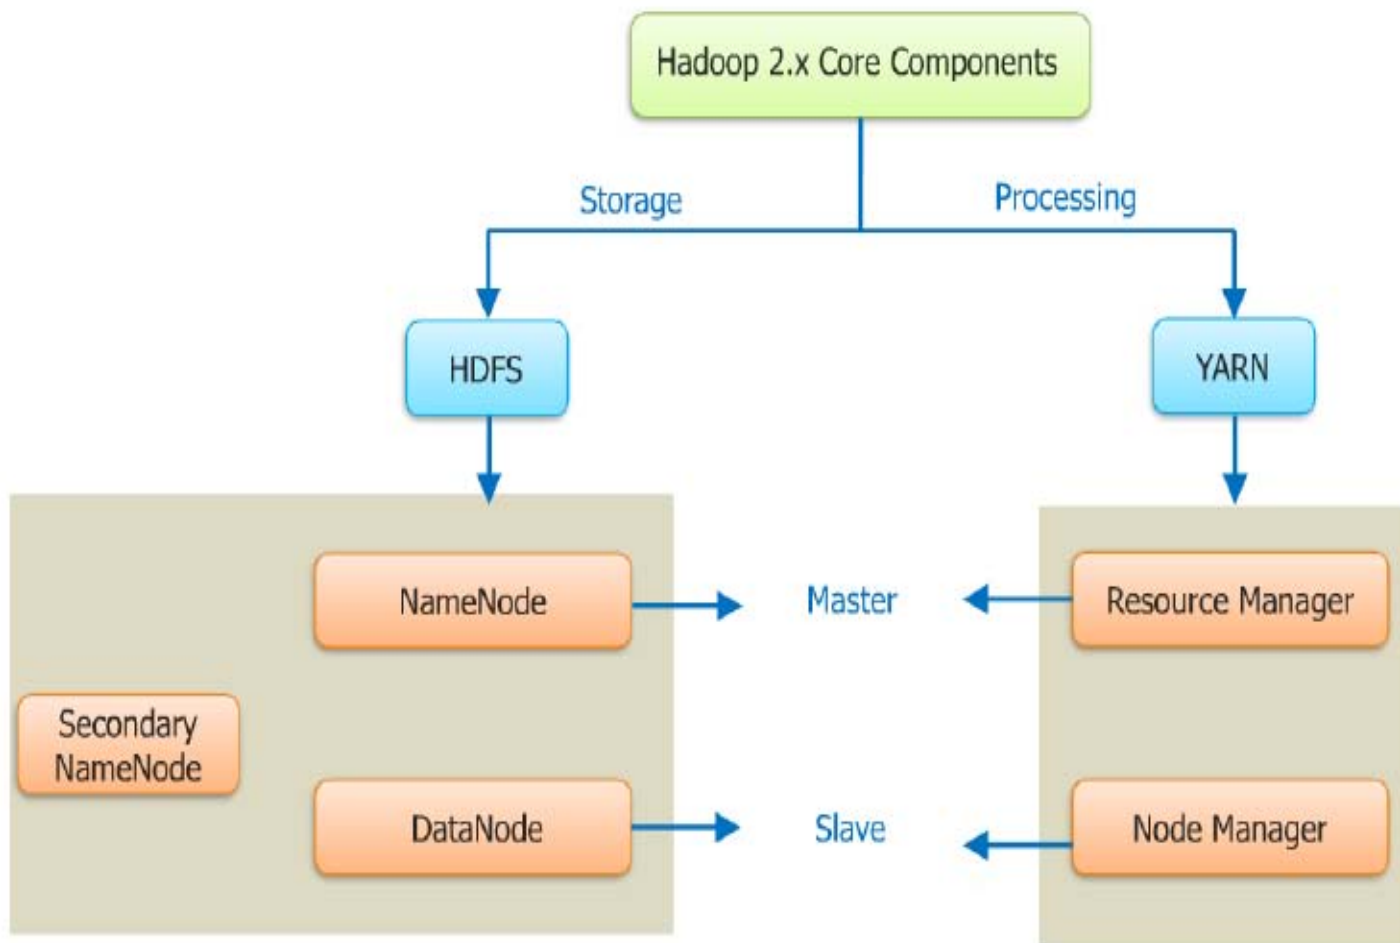 Hadoop 2.x Core Components
Storage
Processing
HDFS
YARN
NameNode
Master
Resource Manager
Secondary
NameNode
DataNode
Slave
Node Manager